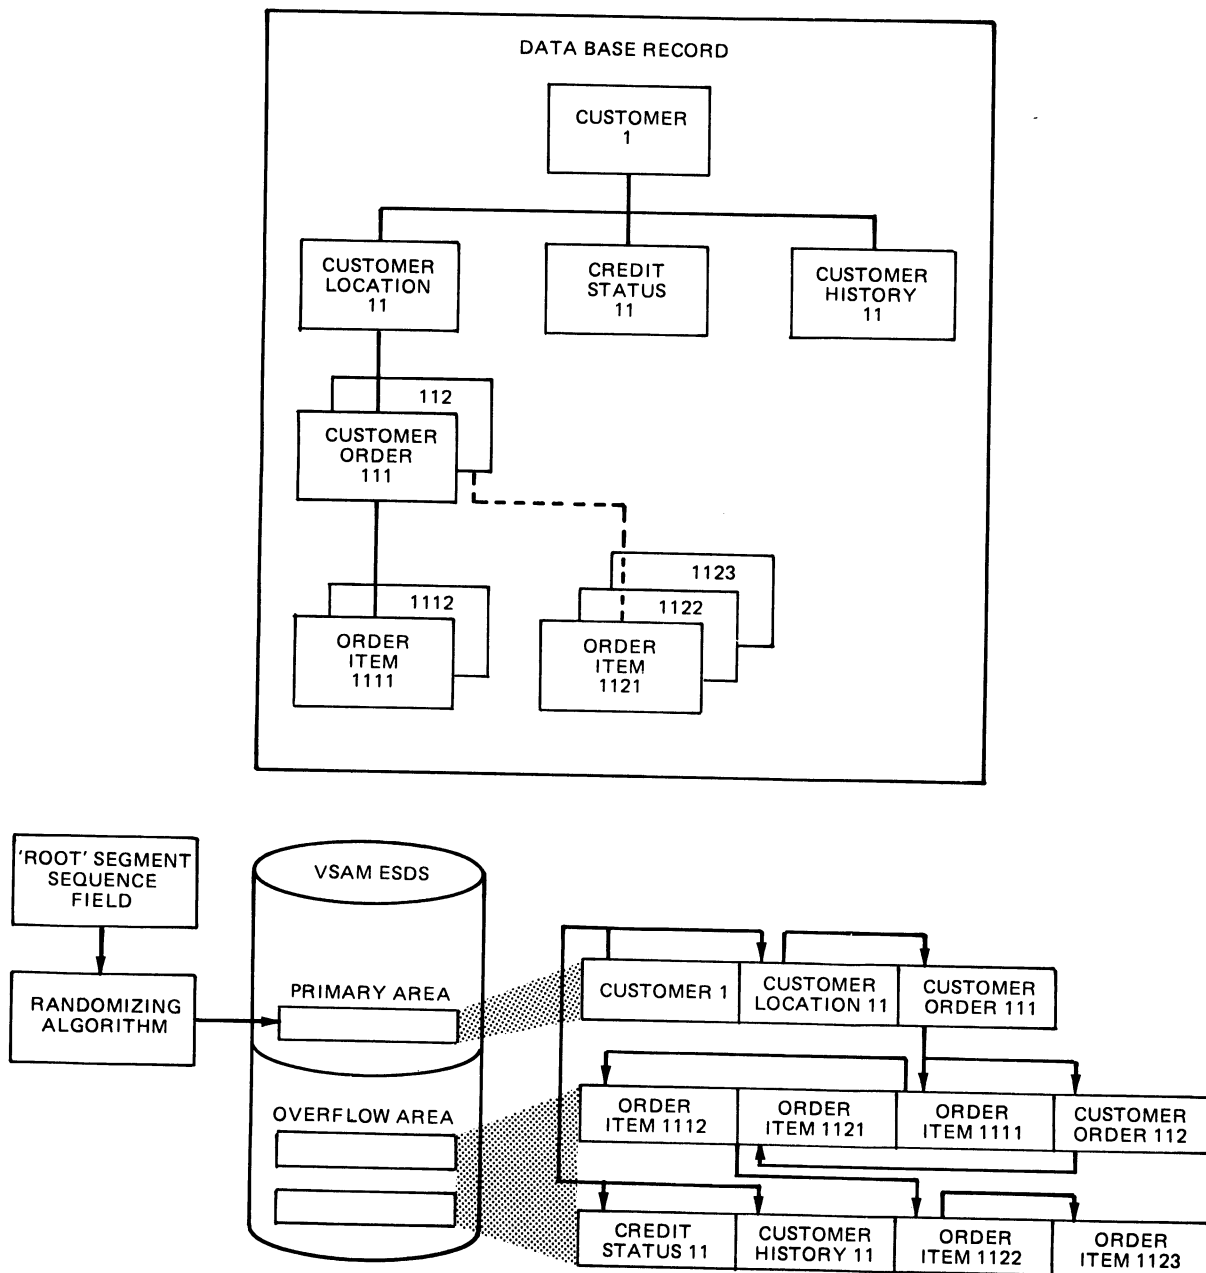 DATA BASE RECORD
CUSTOMER
1
CUSTOMER
LOCATION
11
CREDIT
STATUS
11
CUSTOMER
HISTORY
11
112
CUSTOMER
ORDER
111
1112
ORDER
ITEM
1111
1123
1122
ORDER
ITEM
1121
'ROOT' SEGMENT
SEQUENCE
FIELD
RANDOMIZING
ALGORITHM
VSAM ESDS
PRIMARY AREA
OVERFLOW AREA
CUSTOMER 1
CUSTOMER
LOCATION 11
CUSTOMER
ORDER 111
ORDER
ITEM 1112
ORDER
ITEM 1121
ORDER
ITEM 1111
CUSTOMER
ORDER 112
CREDIT
STATUS 11
CUSTOMER
HISTORY 11
ORDER
ITEM 1122
ORDER
ITEM 1123